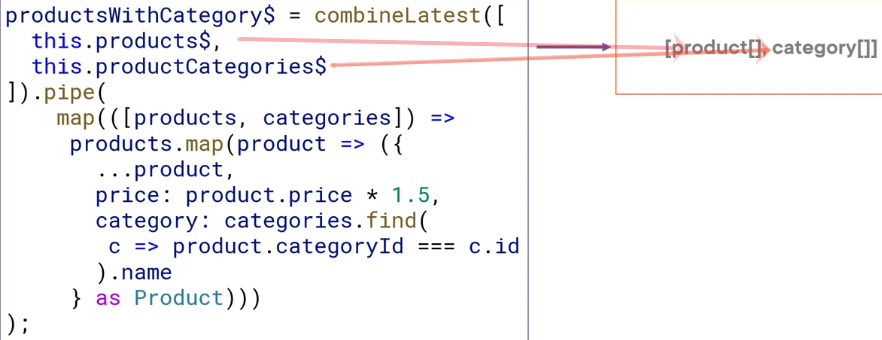 productsWithCategory$ = combineLatest([
this.products$,
this.productCategories$
]).pipe(
map(([products, categories]) =>
products.map(product => ({
...product,
price: product.price * 1.5,
category: categories.find(
c => product.categoryId === c.id
).name
} as Product)))
);
[product[], category[]]